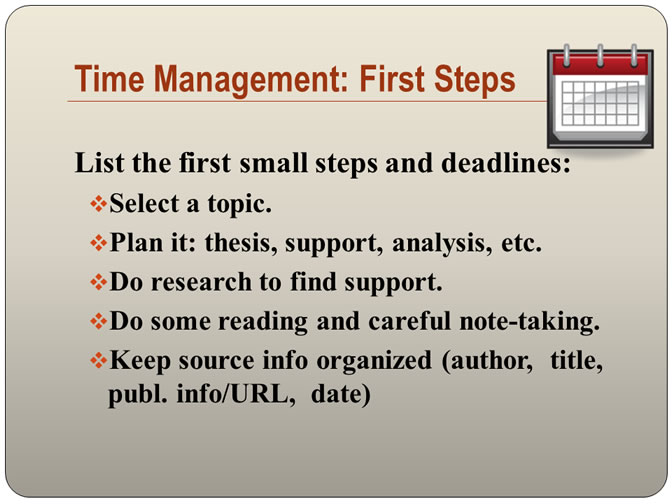 Time Management: First Steps
List the first small steps and deadlines:
❖Select a topic.
❖Plan it: thesis, support, analysis, etc.
❖Do research to find support.
❖Do some reading and careful note-taking.
❖Keep source info organized (author, title,
publ. info/URL, date)